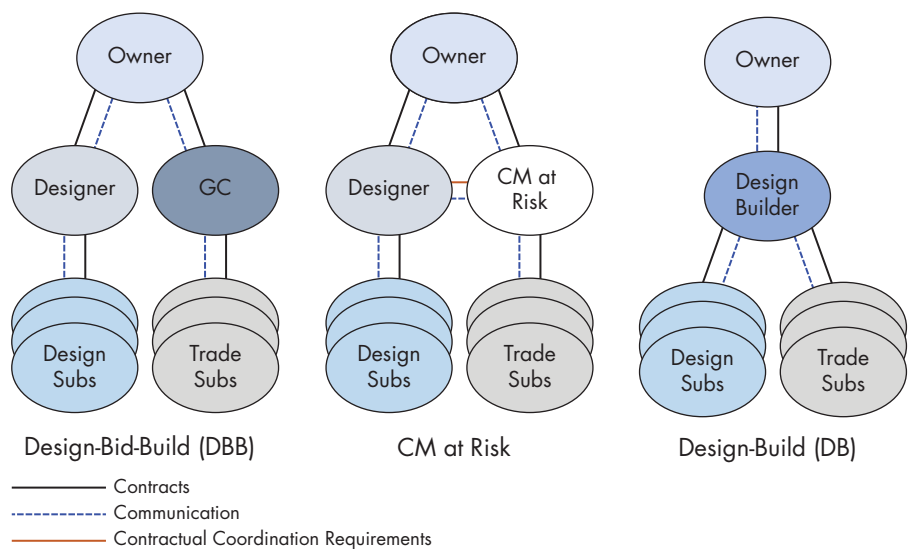 Owner
Designer
GC
Design
Subs
Trade
Subs
Design-Bid-Build (DBB)
Owner
Designer
CM at
Risk
Design
Subs
Trade
Subs
CM at Risk
Owner
Design
Builder
Design
Subs
Trade
Subs
Design-Build (DB)
Contracts
Communication
Contractual Coordination Requirements